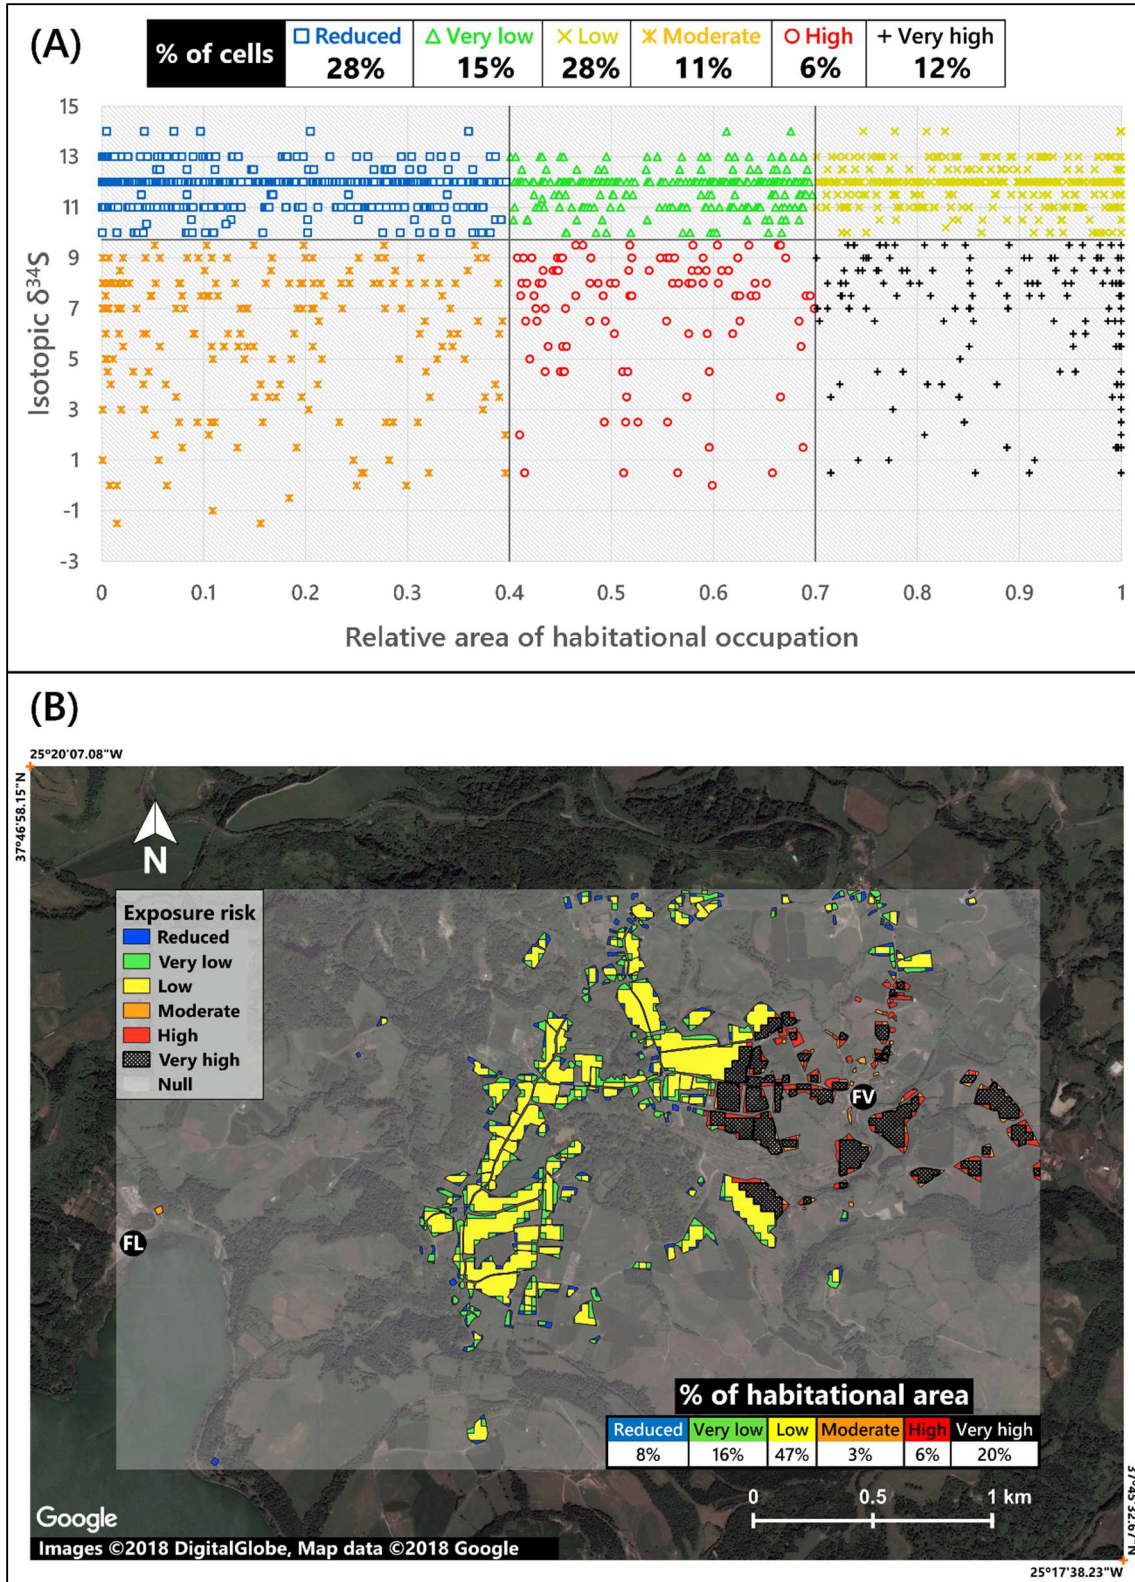 (A)
% of cells
Reduced Very low Low Moderate High Very high
28% 15% 28% 11% 6% 12%
15
13
11
9
7
5
3
1
-1
-3
Isotopic δ³⁴S
0 0.1 0.2 0.3 0.4 0.5 0.6 0.7 0.8 0.9 1
Relative area of habitational occupation
(B)
25°20'07.08"W
37°46'58.15"N
N
Exposure risk
Reduced
Very low
Low
Moderate
High
Very high
Null
FV
FL
% of habitational area
Reduced Very low Low Moderate High Very high
8% 16% 47% 3% 6% 20%
0 0.5 1 km
37°45'32.67"N
Google
Images ©2018 DigitalGlobe, Map data ©2018 Google
25°17'38.23"W